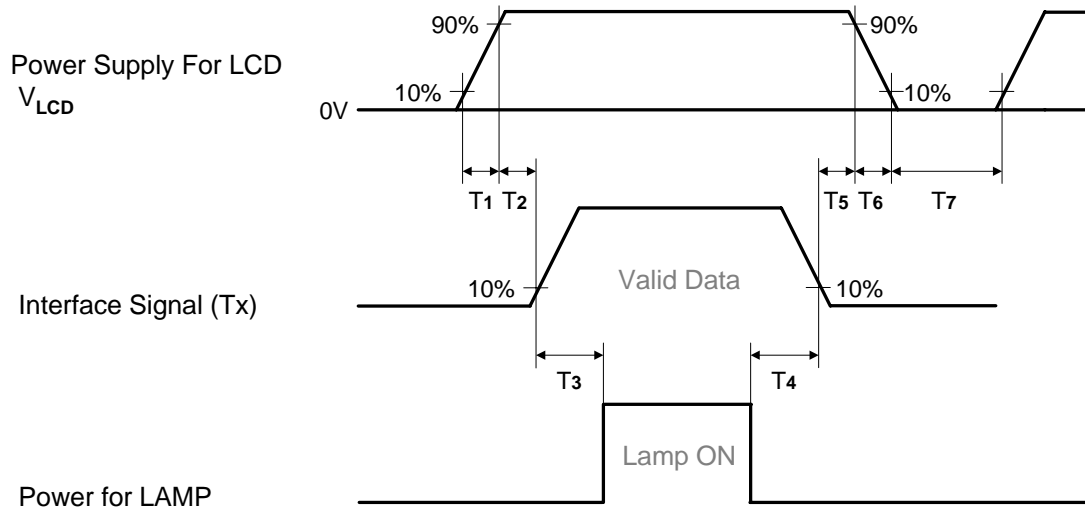 90%
90%
Power Supply For LCD
VLCD
10%
10%
0V
T1 T2
T5 T6 T7
Valid Data
10%
10%
Interface Signal (Tx)
T3
T4
Lamp ON
Power for LAMP